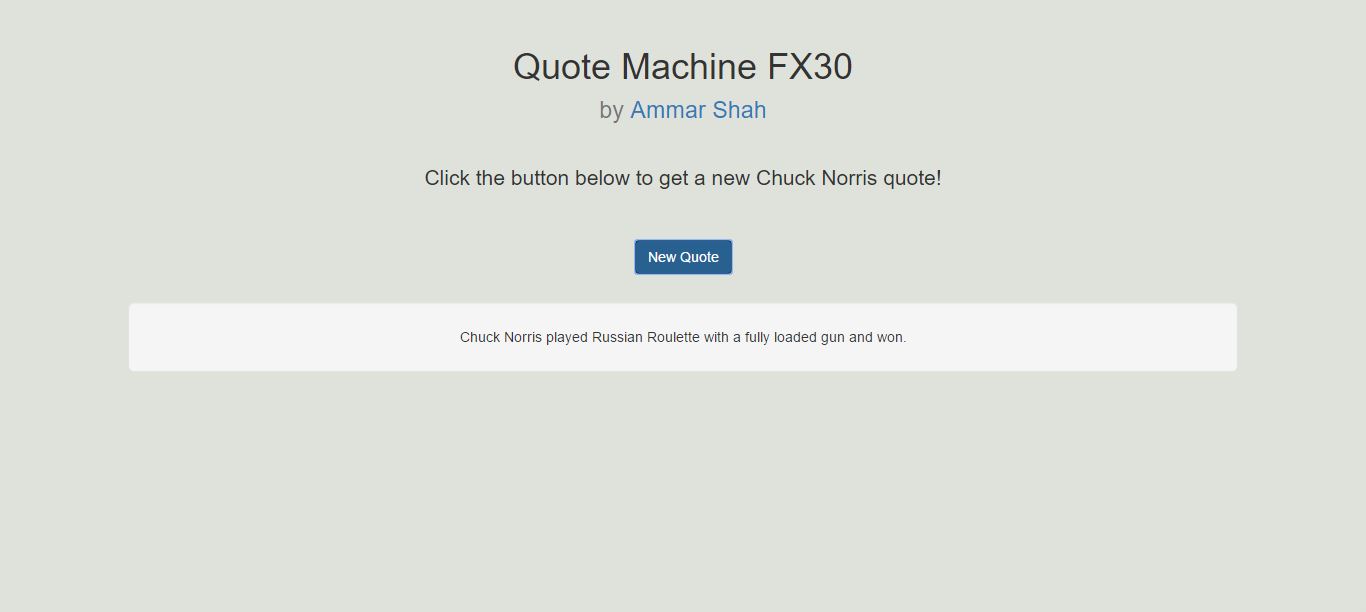 Quote Machine FX30
by Ammar Shah
Click the button below to get a new Chuck Norris quote!
New Quote
Chuck Norris played Russian Roulette with a fully loaded gun and won.